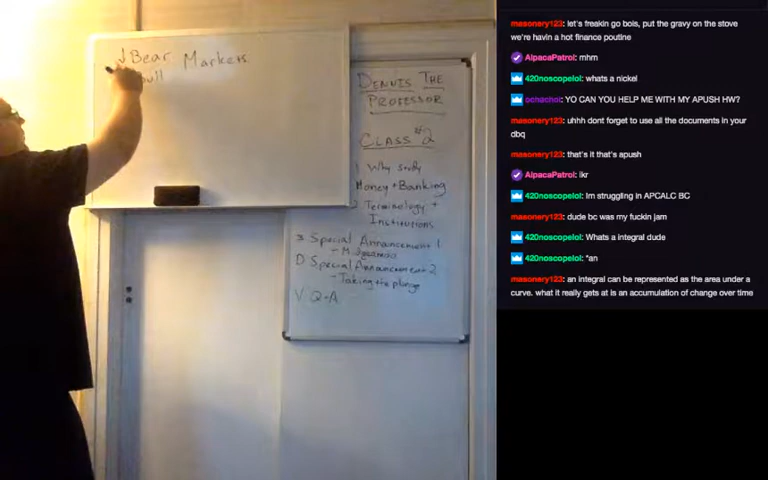 ↓Bear Markets
Bull
DENNIS THE
PROFESSOR
CLASS #2
1 Why study
Money + Banking
2 Terminology +
Institutions
3 Special Announcement 1
D Special Announcement 2
- Taking the plunge
V Q+A
masonery123: let's freakin go bois, put the gravy on the stove
we're havin a hot finance poutine
AlpacaPatrol: mhm
420noscopelol: whats a nickel
ochachoi: YO CAN YOU HELP ME WITH MY APUSH HW?
masonery123: uhhh dont forget to use all the documents in your
dbq
masonery123: that's it that's apush
AlpacaPatrol: ikr
420noscopelol: Im struggling in APCALC BC
masonery123: dude bc was my fuckin jam
420noscopelol: Whats a integral dude
420noscopelol: *an
masonery123: an integral can be represented as the area under a
curve. what it really gets at is an accumulation of change over time